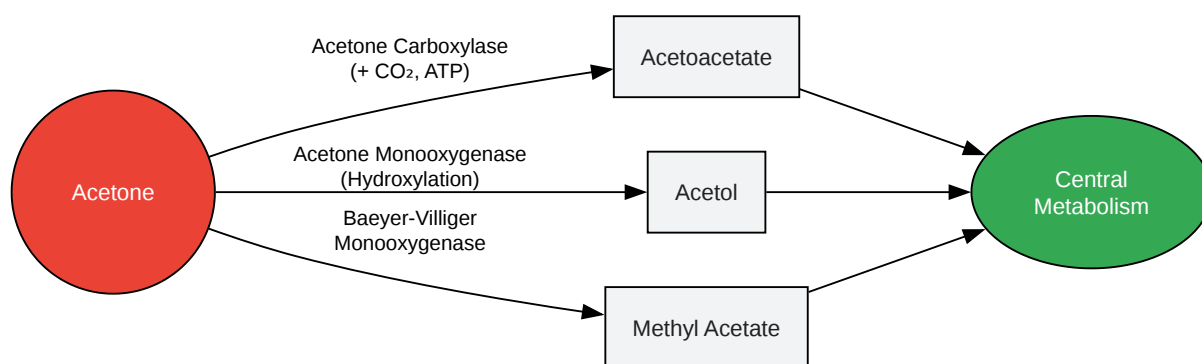 Acetone
Acetone Carboxylase
(+ CO₂, ATP)
Acetone Monooxygenase
(Hydroxylation)
Baeyer-Villiger
Monooxygenase
Acetoacetate
Acetol
Methyl Acetate
Central
Metabolism